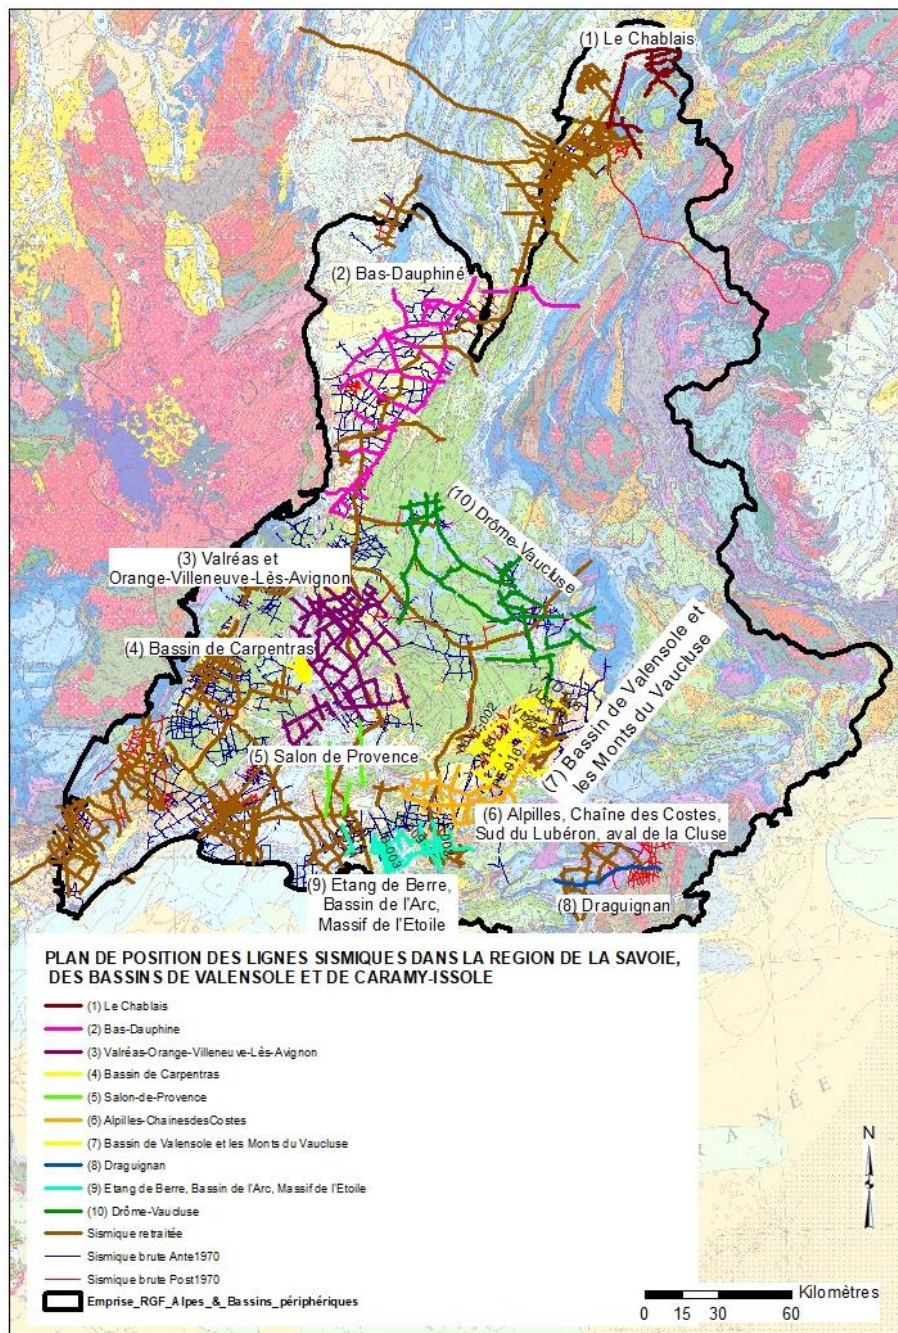 (1) Le Chablais
(2) Bas-Dauphiné
(10) Drôme-Vaucluse
(3) Valréas et
Orange-Villeneuve-Lès-Avignon
(4) Bassin de Carpentras
(7) Bassin de Valensole et
les Monts du Vaucluse
(5) Salon de Provence
(6) Alpilles, Chaîne des Costes,
Sud du Lubéron, aval de la Cluse
(9) Etang de Berre,
Bassin de l'Arc,
Massif de l'Etoile
(8) Draguignan
PLAN DE POSITION DES LIGNES SISMIQUES DANS LA REGION DE LA SAVOIE,
DES BASSINS DE VALENSOLE ET DE CARAMY-ISSOLE
(1) Le Chablais
(2) Bas-Dauphine
(3) Valréas-Orange-Villeneuve-Lès-Avignon
(4) Bassin de Carpentras
(5) Salon-de-Provence
(6) Alpilles-ChainesdesCostes
(7) Bassin de Valensole et les Monts du Vaucluse
(8) Draguignan
(9) Etang de Berre, Bassin de l'Arc, Massif de l'Etoile
(10) Drôme-Vaucluse
Sismique retraitée
Sismique brute Ante1970
Sismique brute Post1970
Emprise_RGF_Alpes_&_Bassins_périphériques
N
Kilomètres
0 15 30 60